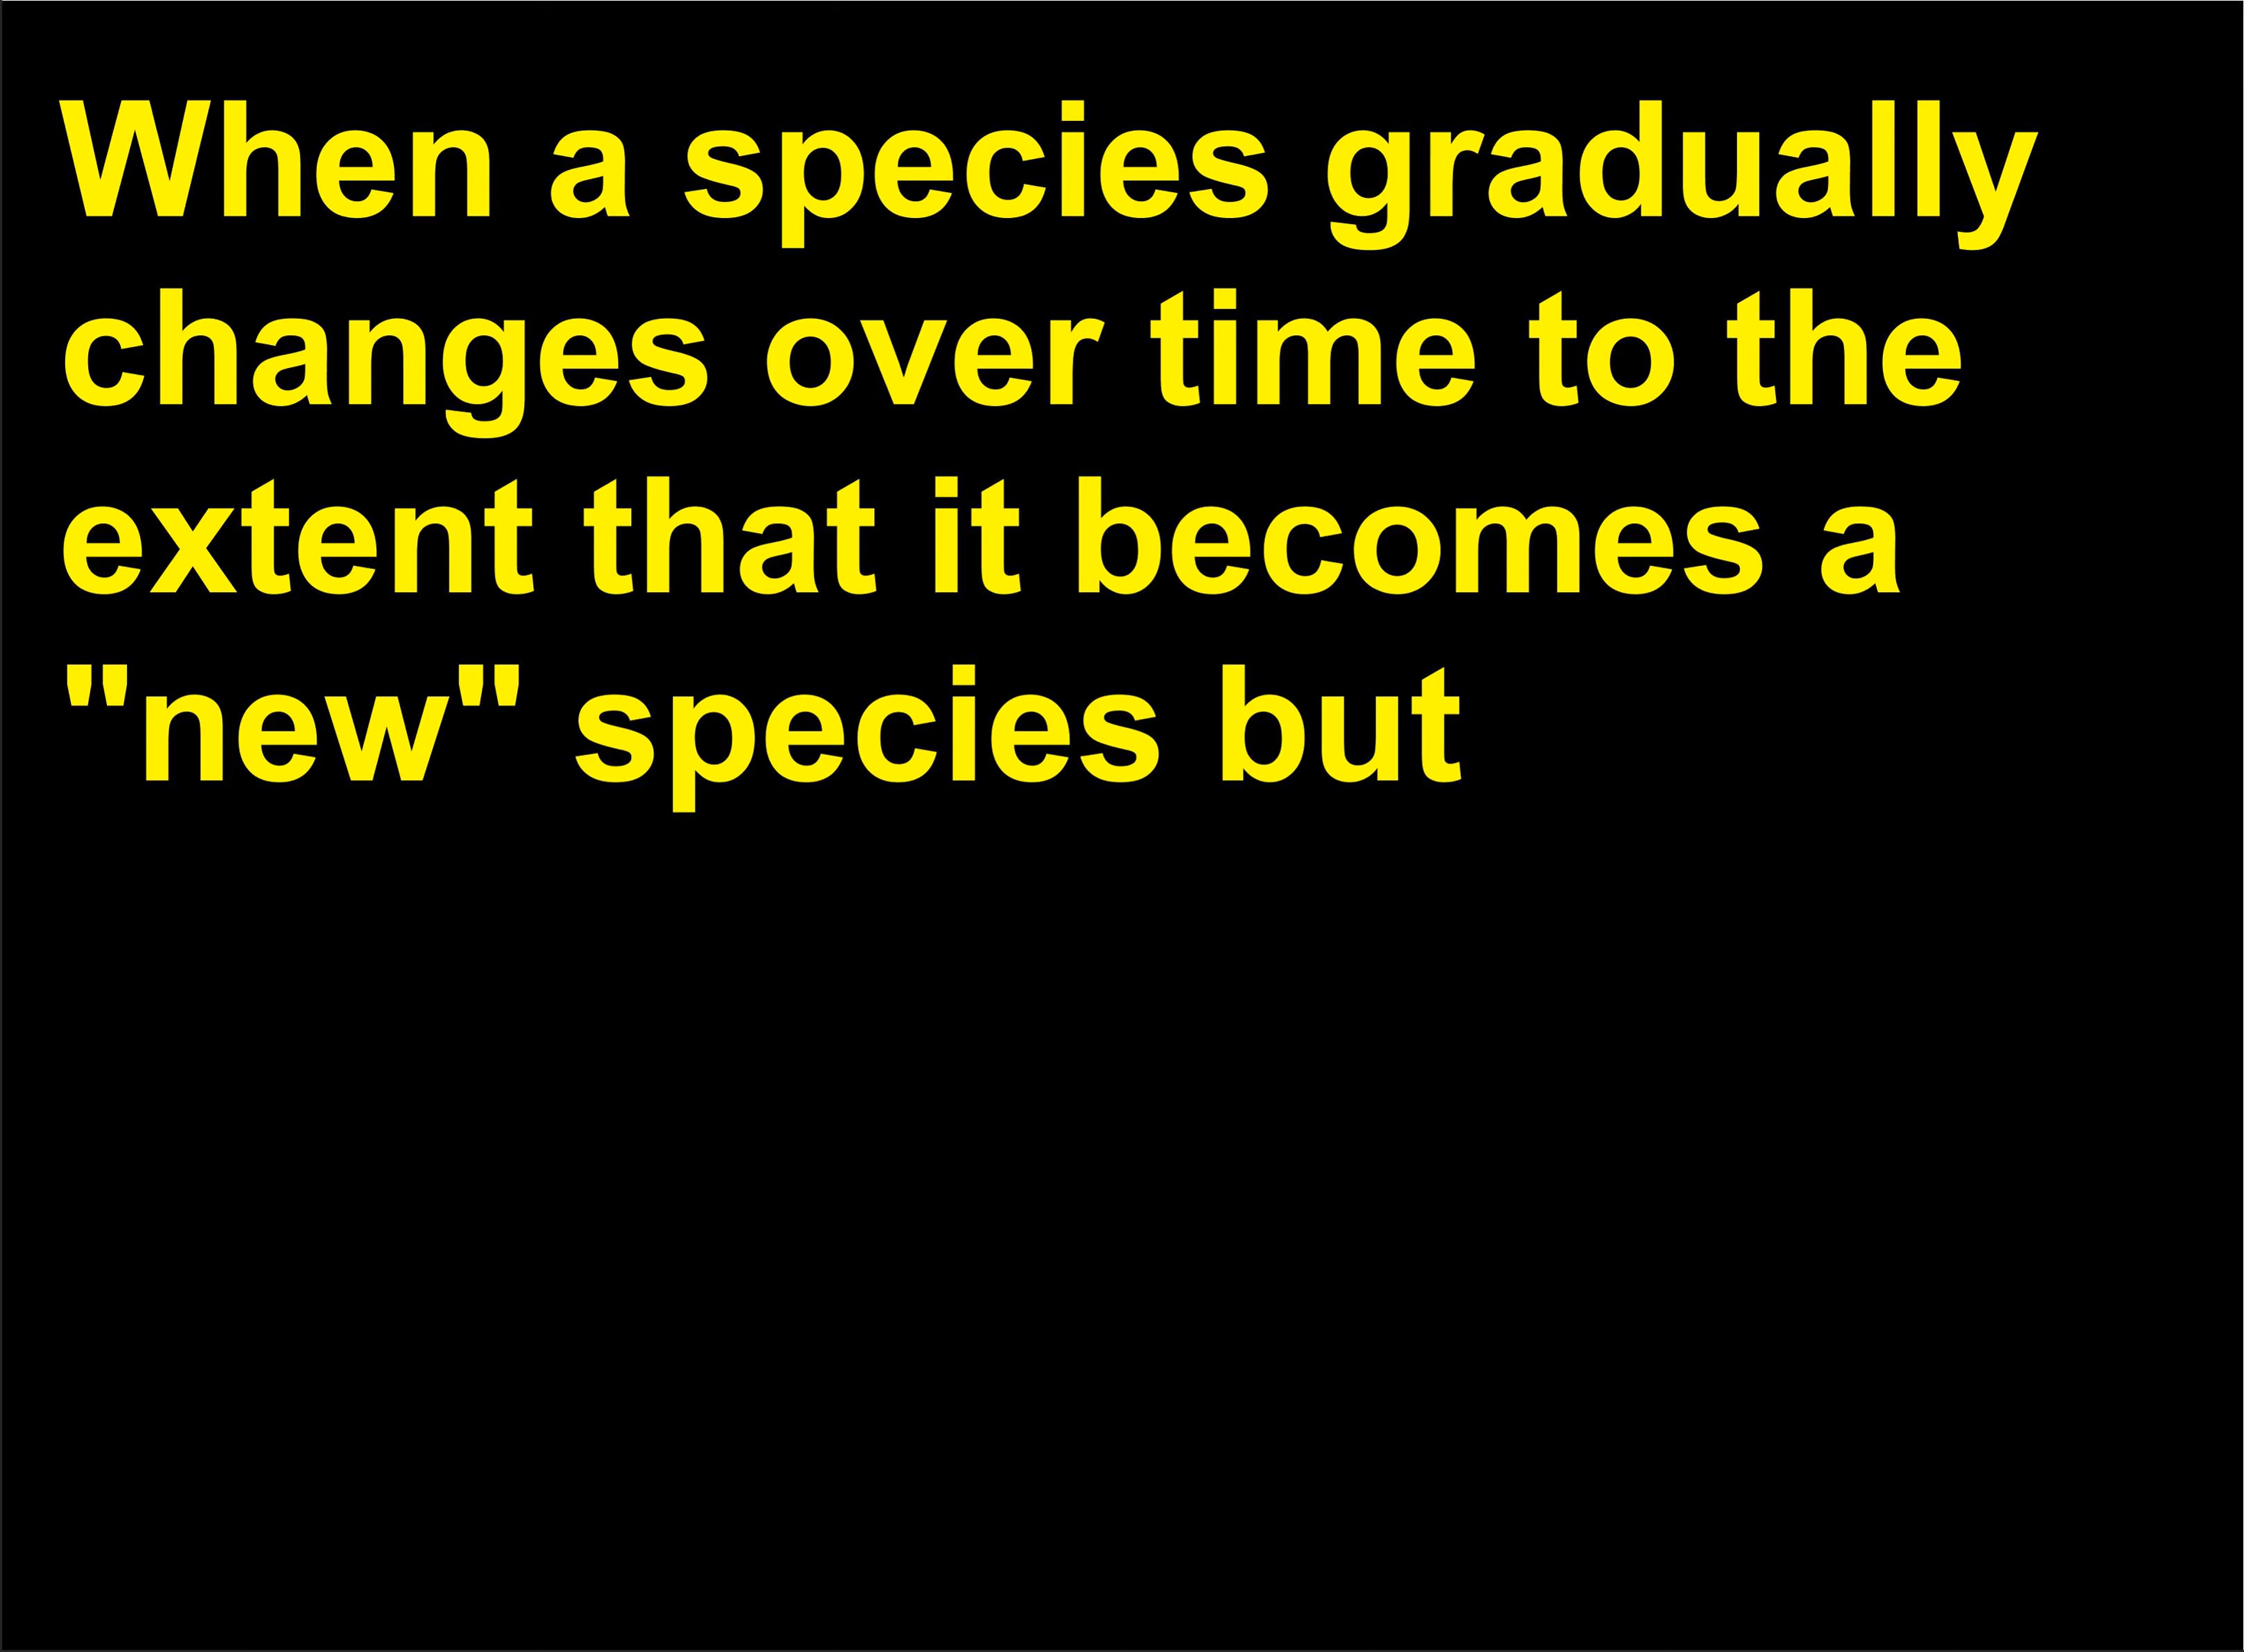 When a species gradually
changes over time to the
extent that it becomes a
"new" species but